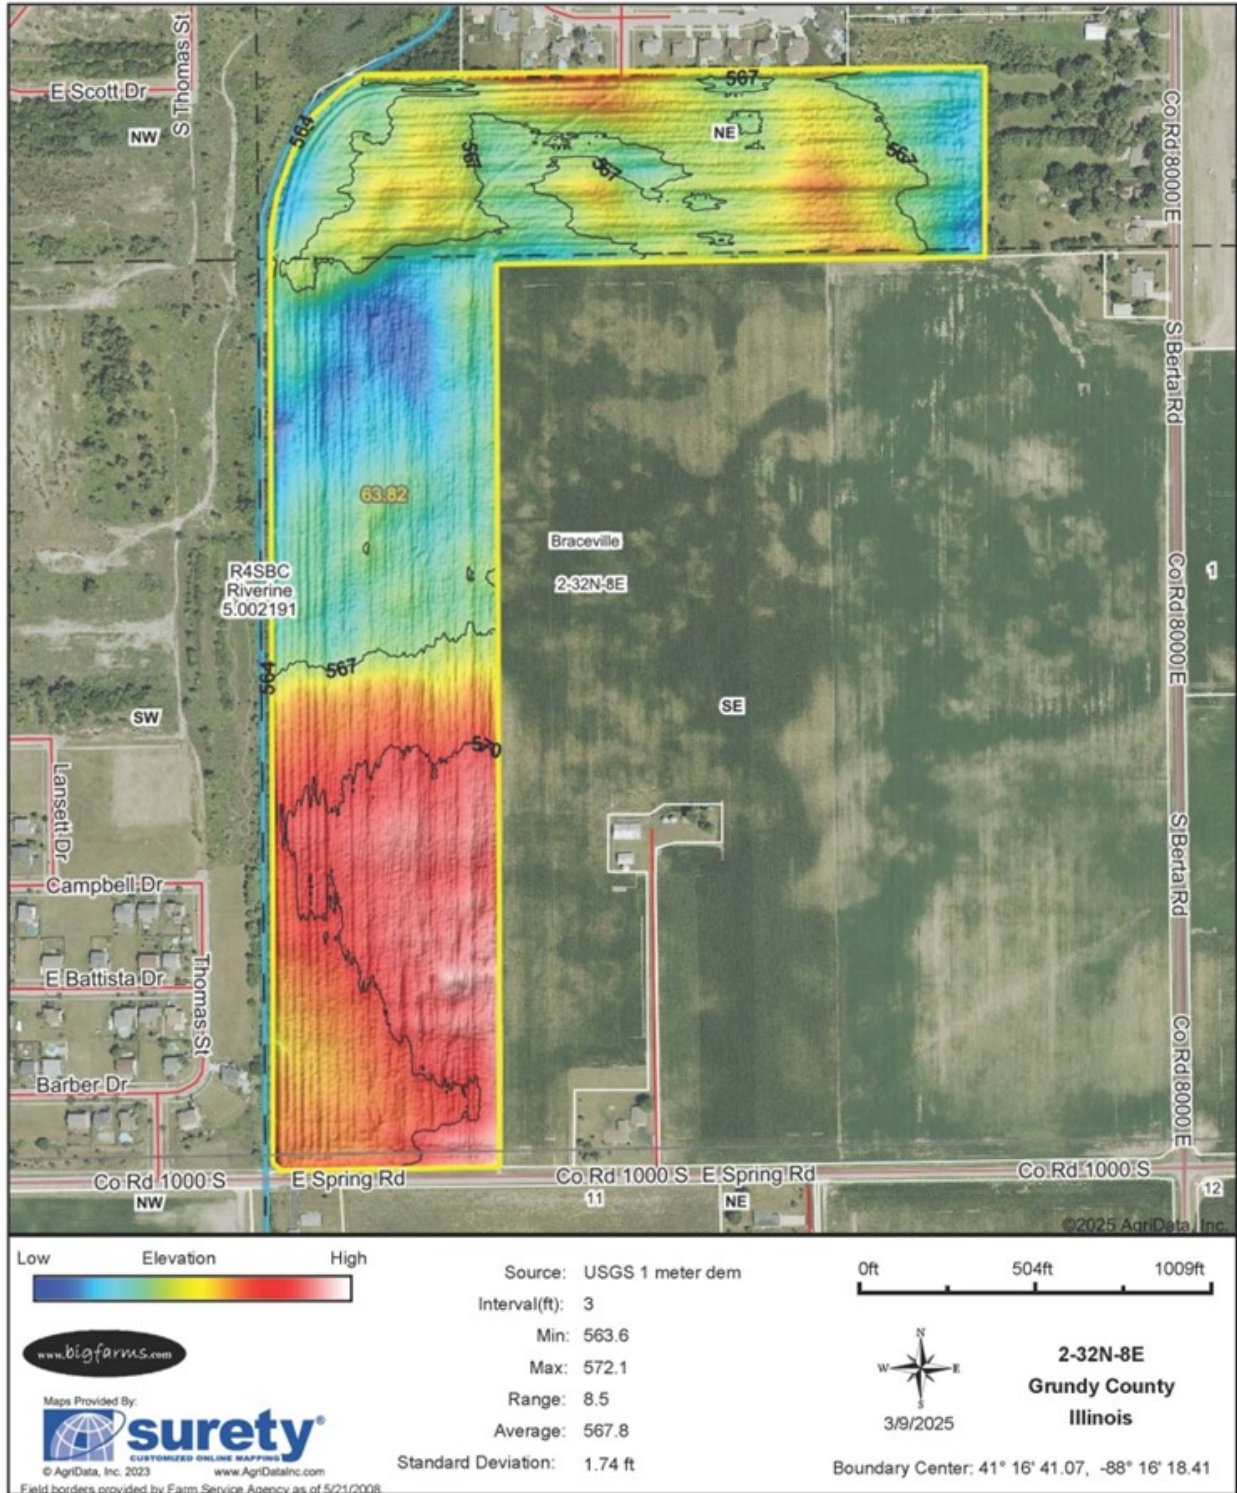 E Scott Dr
S Thomas St
NW
564
567
567
567
567
NE
Co Rd 8000 E
S Berta Rd
63.82
Braceville
2-32N-8E
R4SBC
Riverine
5.002191
Co Rd 8000 E
1
564
567
SW
SE
570
Lansett Dr
S Berta Rd
Campbell Dr
E Battista Dr
Thomas St
Barber Dr
Co Rd 8000 E
Co Rd 1000 S
E Spring Rd
Co Rd 1000 S
E Spring Rd
Co Rd 1000 S
NW
11
NE
12
©2025 AgriData, Inc.
Low Elevation High
Source: USGS 1 meter dem
Interval(ft): 3
Min: 563.6
Max: 572.1
Range: 8.5
Average: 567.8
Standard Deviation: 1.74 ft
0ft 504ft 1009ft
www.bigfarms.com
Maps Provided By:
surety®
CUSTOMIZED ONLINE MAPPING
© AgriData, Inc. 2023 www.AgriDataInc.com
Field borders provided by Farm Service Agency as of 5/21/2008.
N
W E
S
3/9/2025
2-32N-8E
Grundy County
Illinois
Boundary Center: 41° 16' 41.07, -88° 16' 18.41